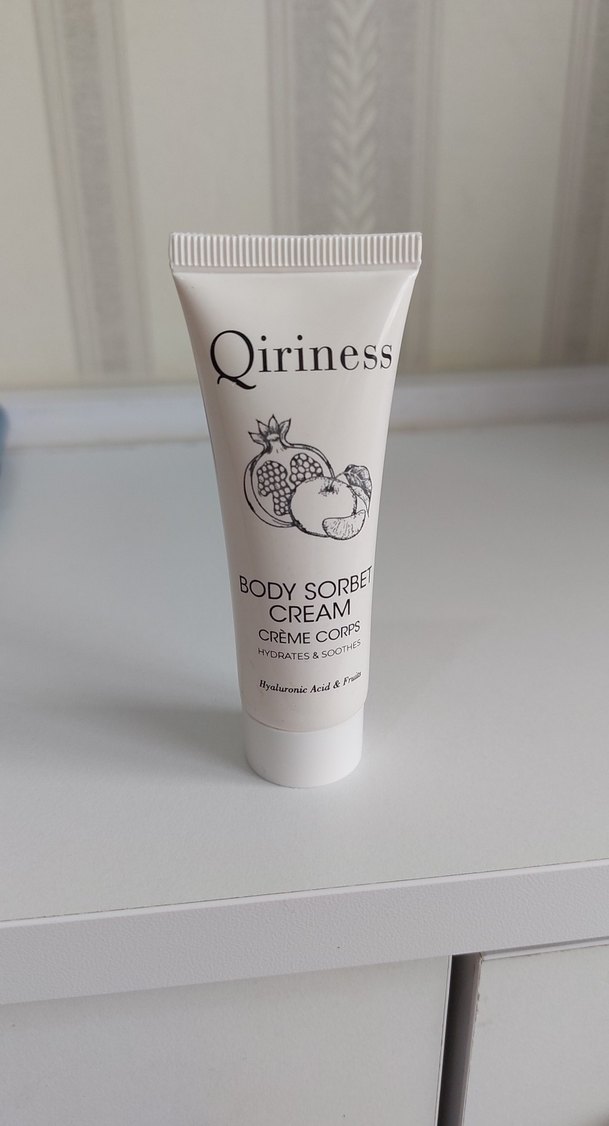 Qiriness
BODY SORBET
CREAM
CRÈME CORPS
HYDRATES & SOOTHES
Hyaluronic Acid & Fruits